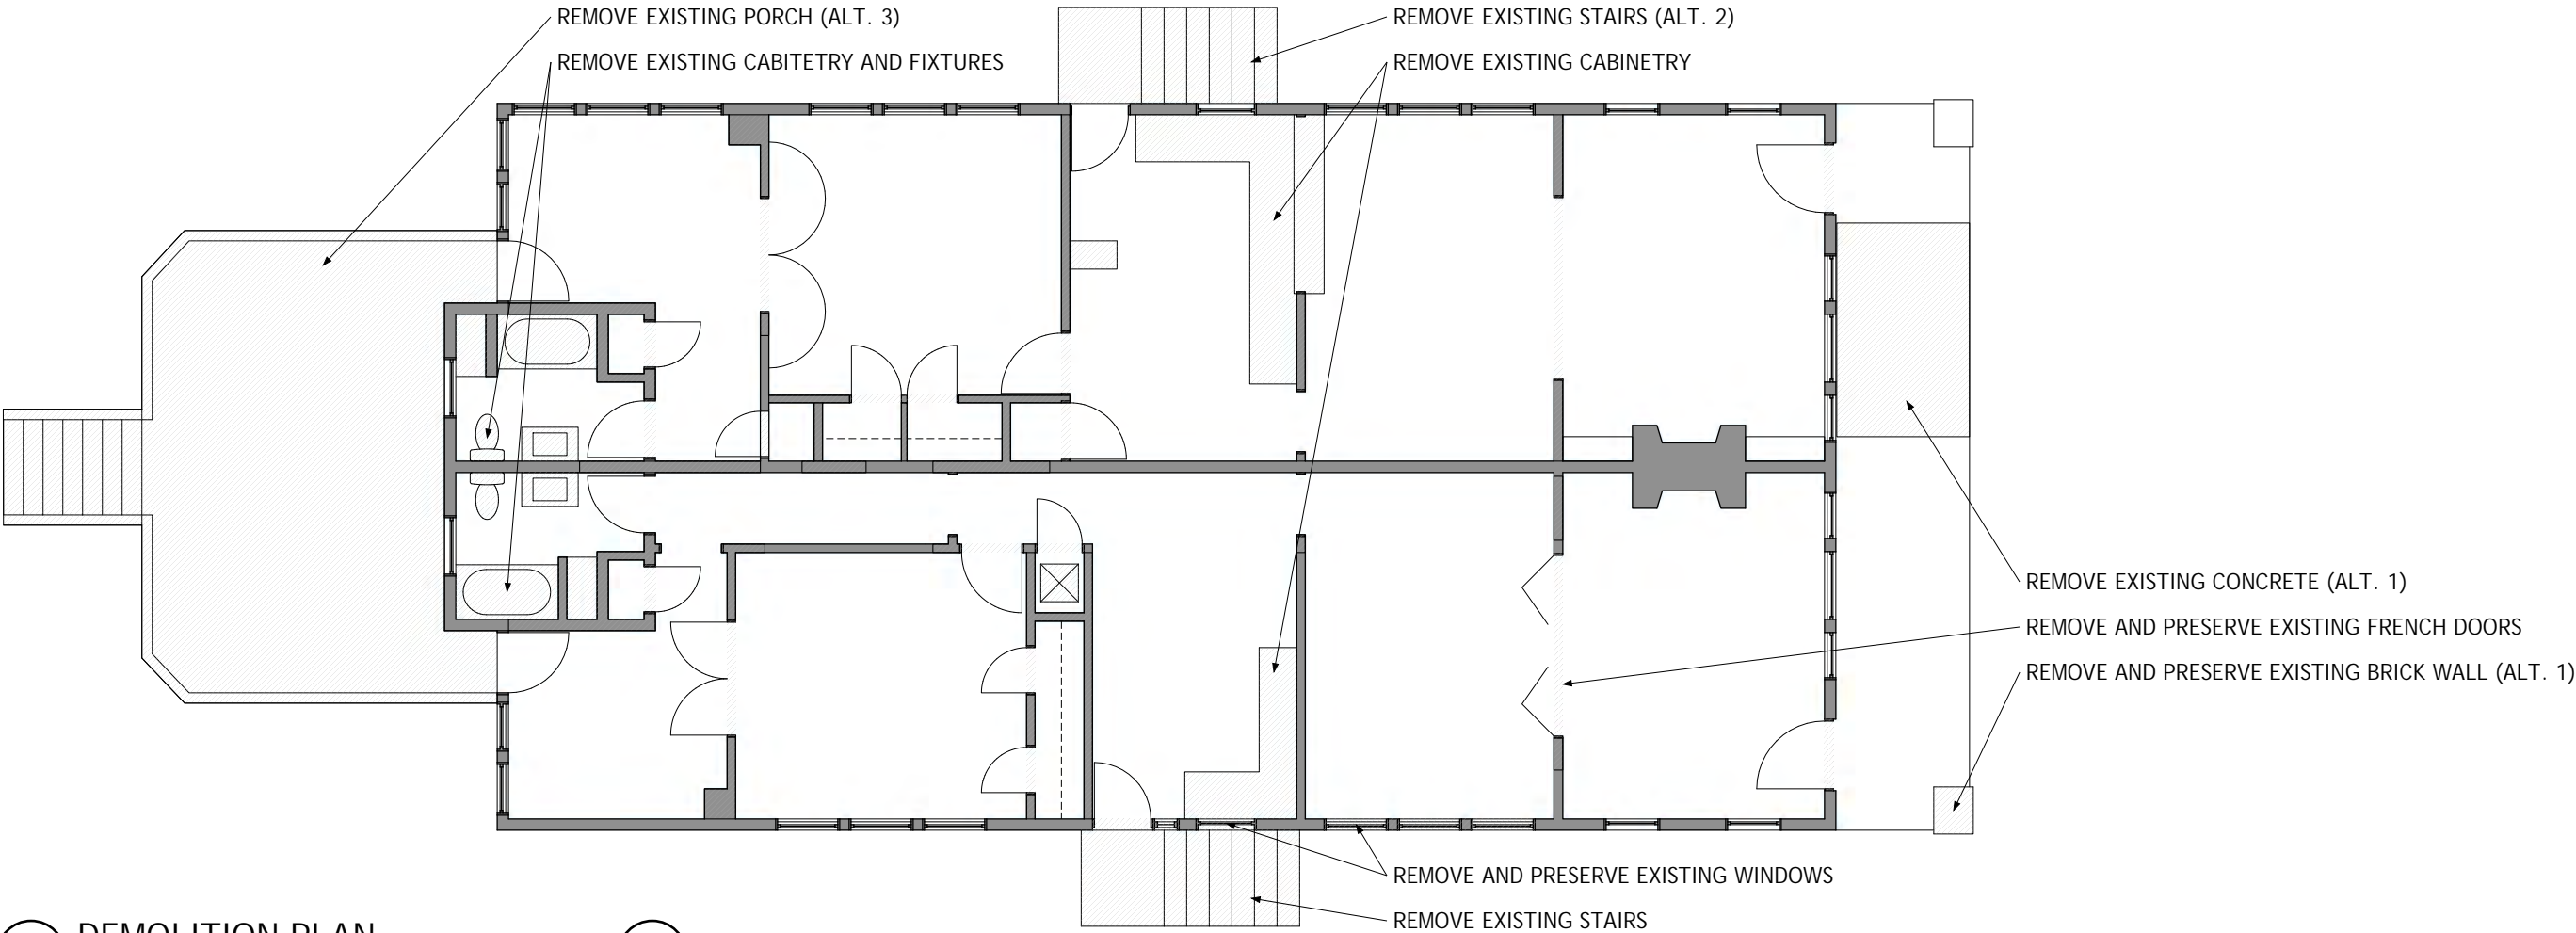 REMOVE EXISTING PORCH (ALT. 3)
REMOVE EXISTING CABITETRY AND FIXTURES
REMOVE EXISTING STAIRS (ALT. 2)
REMOVE EXISTING CABINETRY
REMOVE EXISTING CONCRETE (ALT. 1)
REMOVE AND PRESERVE EXISTING FRENCH DOORS
REMOVE AND PRESERVE EXISTING BRICK WALL (ALT. 1)
REMOVE AND PRESERVE EXISTING WINDOWS
REMOVE EXISTING STAIRS
DEMOLITION PLAN